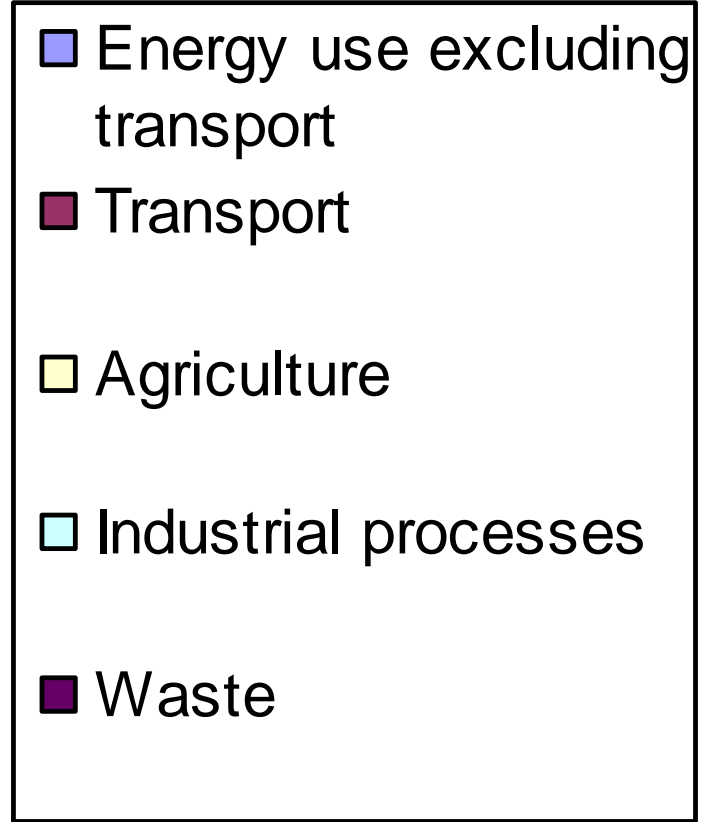 Energy use excluding
transport
Transport
Agriculture
Industrial processes
Waste